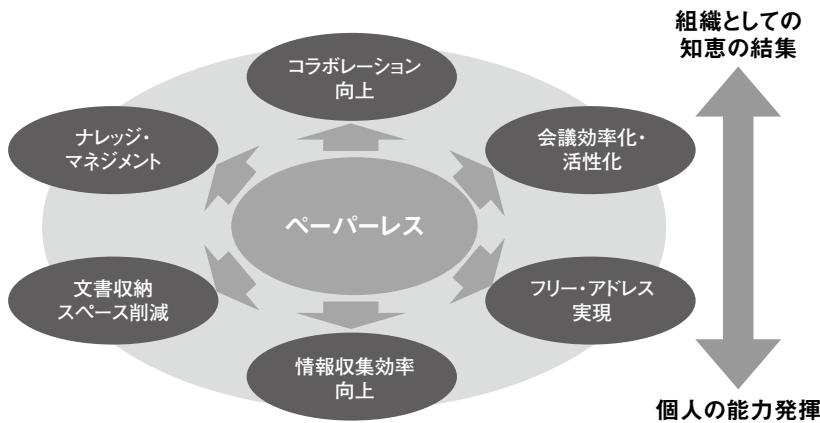 組織としての
知恵の結集
コラボレーション
向上
ナレッジ・
マネジメント
会議効率化・
活性化
ペーパーレス
文書収納
スペース削減
フリー・アドレス
実現
情報収集効率
向上
個人の能力発揮